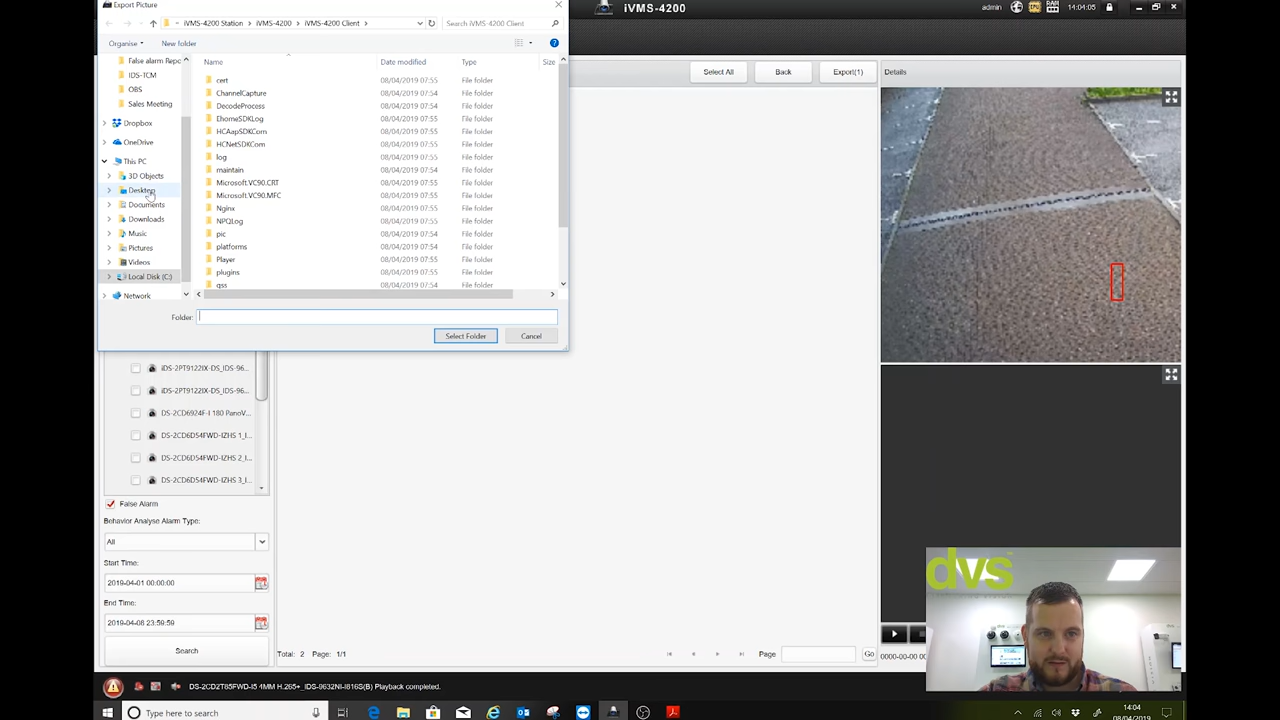 Export Picture
iVMS-4200
admin
14:04:05
iVMS-4200 Station > iVMS-4200 > iVMS-4200 Client >
Search iVMS-4200 Client
Organise
New folder
Name
Date modified
Type
Size
False alarm Repo
IDS-TCM
OBS
Sales Meeting
Dropbox
OneDrive
This PC
3D Objects
Desktop
Documents
Downloads
Music
Pictures
Videos
Local Disk (C:)
Network
cert 08/04/2019 07:55 File folder
ChannelCapture 08/04/2019 07:54 File folder
DecodeProcess 08/04/2019 07:55 File folder
EhomeSDKLog 08/04/2019 07:55 File folder
HCAapSDKCom 08/04/2019 07:55 File folder
HCNetSDKCom 08/04/2019 07:55 File folder
log 08/04/2019 07:55 File folder
maintain 08/04/2019 07:54 File folder
Microsoft.VC90.CRT 08/04/2019 07:55 File folder
Microsoft.VC90.MFC 08/04/2019 07:55 File folder
Nginx 08/04/2019 07:55 File folder
NPQLog 08/04/2019 07:55 File folder
pic 08/04/2019 07:54 File folder
platforms 08/04/2019 07:54 File folder
Player 08/04/2019 07:55 File folder
plugins 08/04/2019 07:54 File folder
qss 08/04/2019 07:54 File folder
Folder:
Select Folder
Cancel
Select All
Back
Export(1)
Details
iDS-2PT9122IX-DS_IDS-96...
iDS-2PT9122IX-DS_IDS-96...
DS-2CD6924F-I 180 PanoV...
DS-2CD6D54FWD-IZHS 1_I...
DS-2CD6D54FWD-IZHS 2_I...
DS-2CD6D54FWD-IZHS 3_I...
False Alarm
Behavior Analyse Alarm Type:
All
Start Time:
2019-04-01 00:00:00
End Time:
2019-04-08 23:59:59
Search
Total: 2 Page: 1/1
Page
Go
0000-00-00 00
dvs
DS-2CD2T85FWD-I5 4MM H.265+_IDS-9632NI-I816S(B) Playback completed.
Type here to search
14:04
08/04/2019